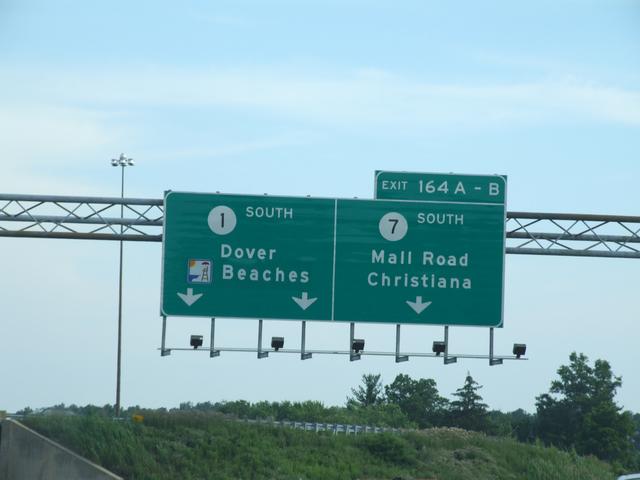 EXIT 164 A - B
1 SOUTH
Dover
Beaches
7 SOUTH
Mall Road
Christiana